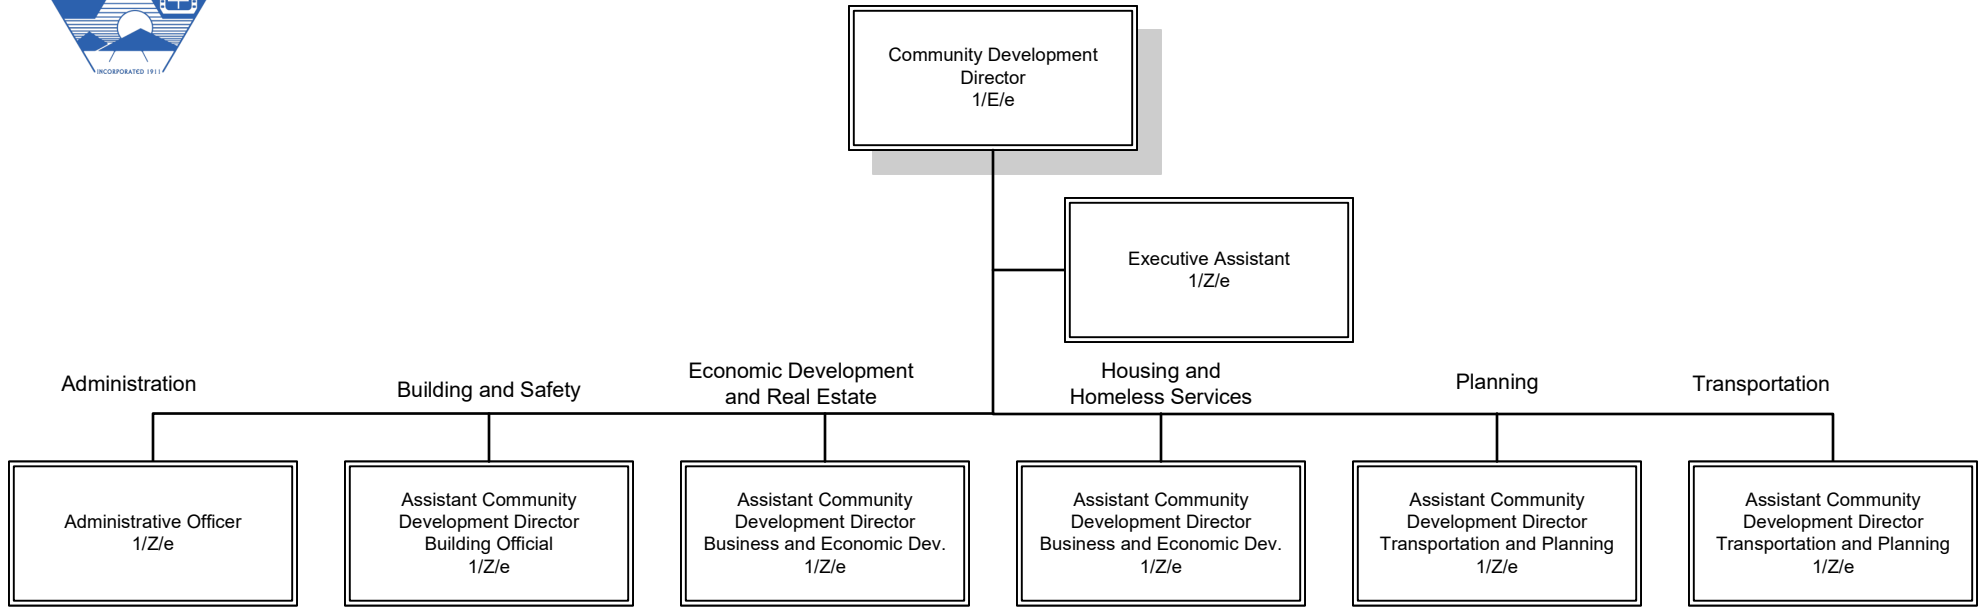 INCORPORATED 1911
Community Development
Director
1/E/e
Executive Assistant
1/Z/e
Administration
Building and Safety
Economic Development
and Real Estate
Housing and
Homeless Services
Planning
Transportation
Administrative Officer
1/Z/e
Assistant Community
Development Director
Building Official
1/Z/e
Assistant Community
Development Director
Business and Economic Dev.
1/Z/e
Assistant Community
Development Director
Business and Economic Dev.
1/Z/e
Assistant Community
Development Director
Transportation and Planning
1/Z/e
Assistant Community
Development Director
Transportation and Planning
1/Z/e